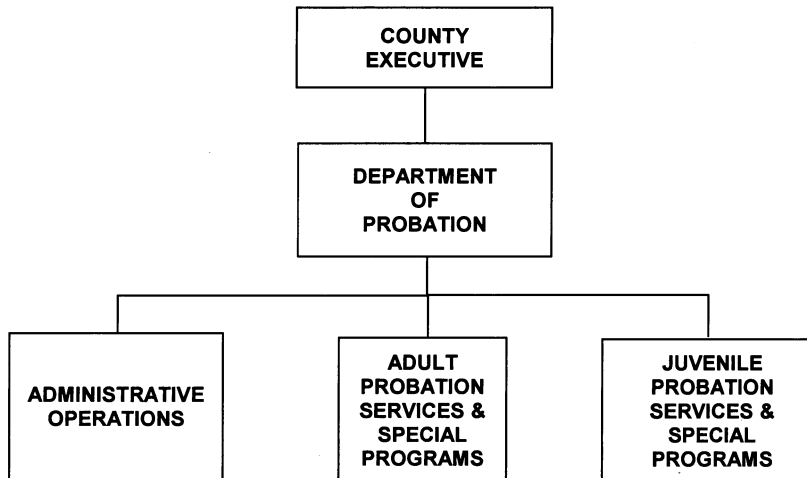 COUNTY
EXECUTIVE
DEPARTMENT
OF
PROBATION
ADMINISTRATIVE
OPERATIONS
ADULT
PROBATION
SERVICES &
SPECIAL
PROGRAMS
JUVENILE
PROBATION
SERVICES &
SPECIAL
PROGRAMS